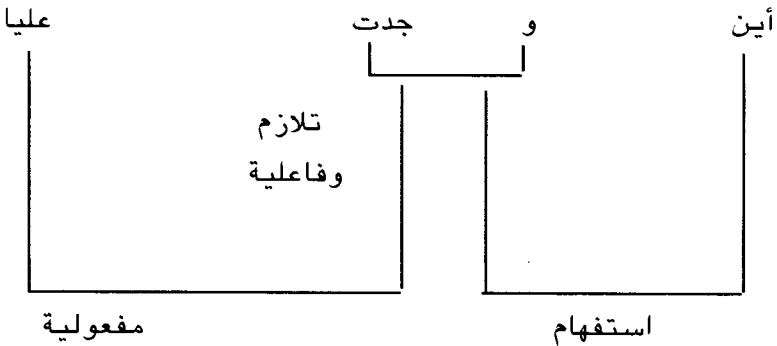 أين و جدت عليا
تلازم
وفاعلية
استفهام مفعولية